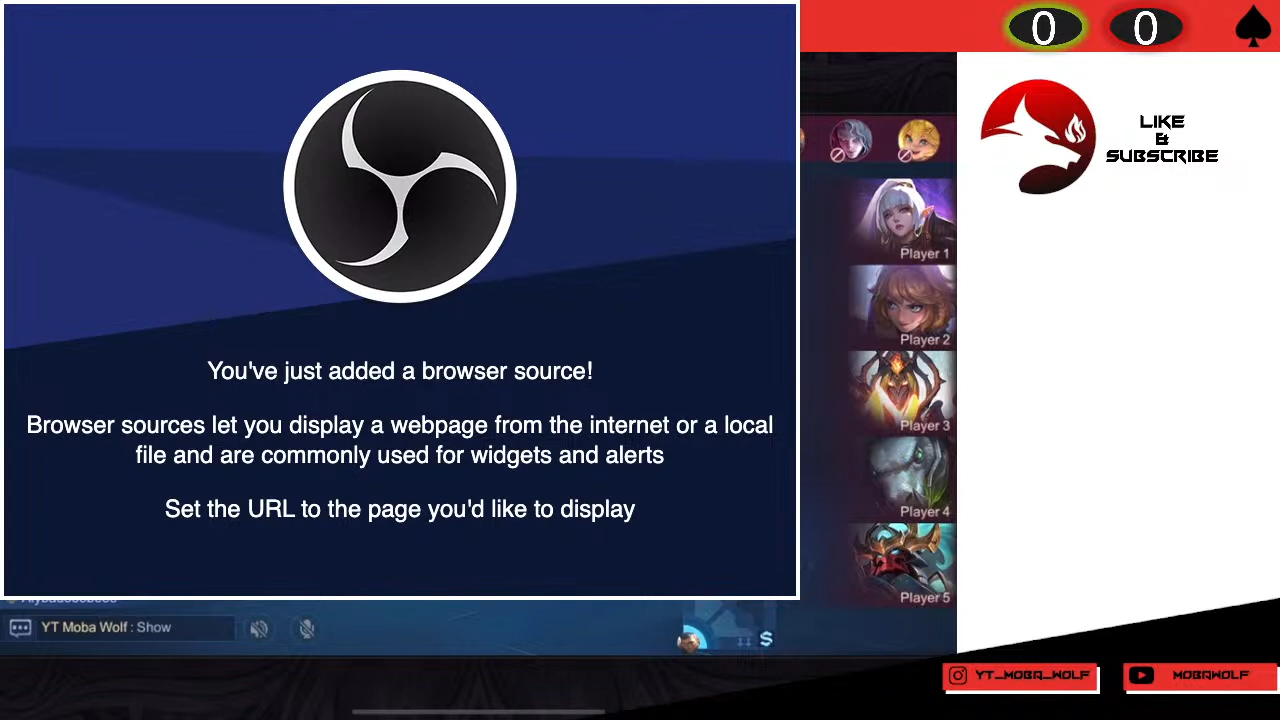 0 0
LIKE
&
SUBSCRIBE
You've just added a browser source!
Browser sources let you display a webpage from the internet or a local
file and are commonly used for widgets and alerts
Set the URL to the page you'd like to display
Player 1
Player 2
Player 3
Player 4
Player 5
YT Moba Wolf : Show
$
YT_MOBA_WOLF
MOBAWOLF